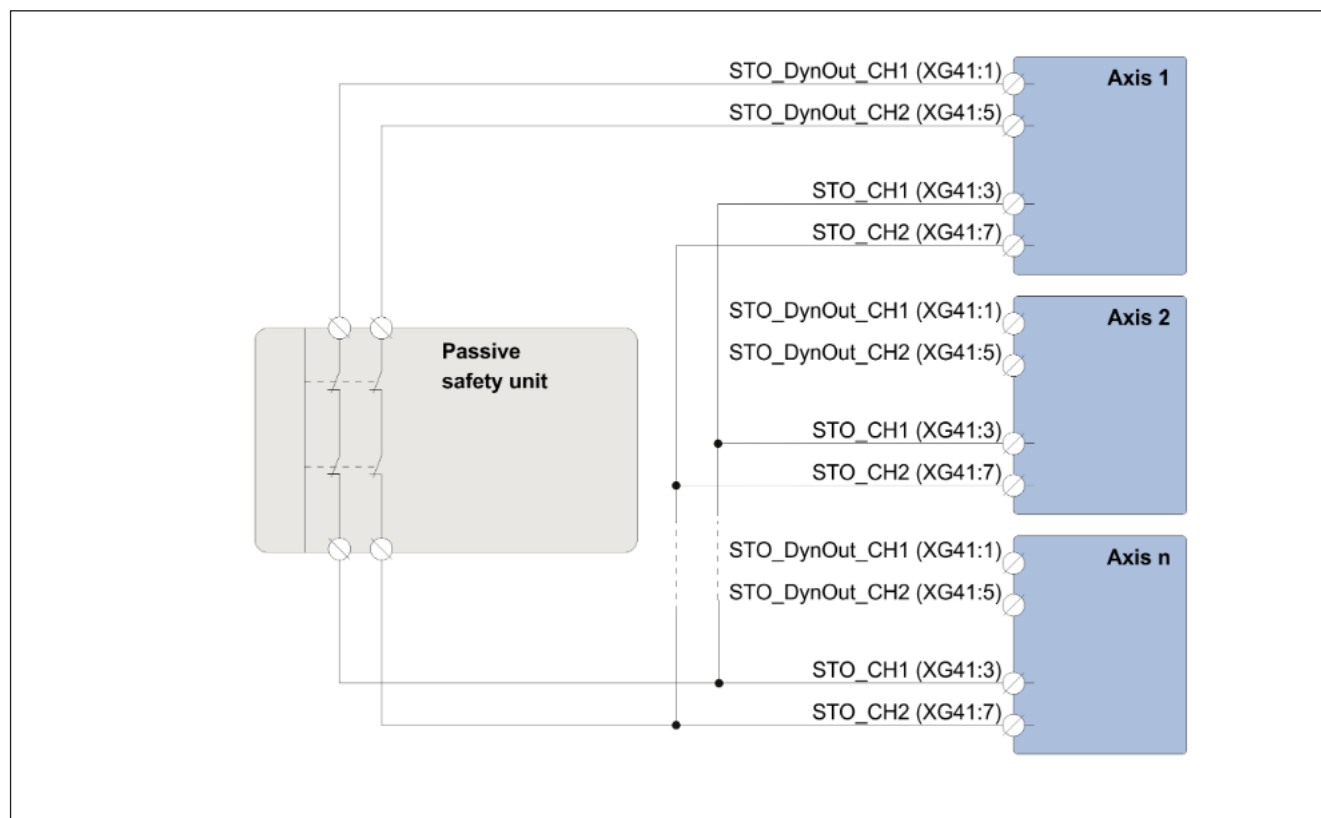 STO_DynOut_CH1 (XG41:1)
Axis 1
STO_DynOut_CH2 (XG41:5)
STO_CH1 (XG41:3)
STO_CH2 (XG41:7)
STO_DynOut_CH1 (XG41:1)
Axis 2
STO_DynOut_CH2 (XG41:5)
STO_CH1 (XG41:3)
STO_CH2 (XG41:7)
Passive
safety unit
STO_DynOut_CH1 (XG41:1)
Axis n
STO_DynOut_CH2 (XG41:5)
STO_CH1 (XG41:3)
STO_CH2 (XG41:7)